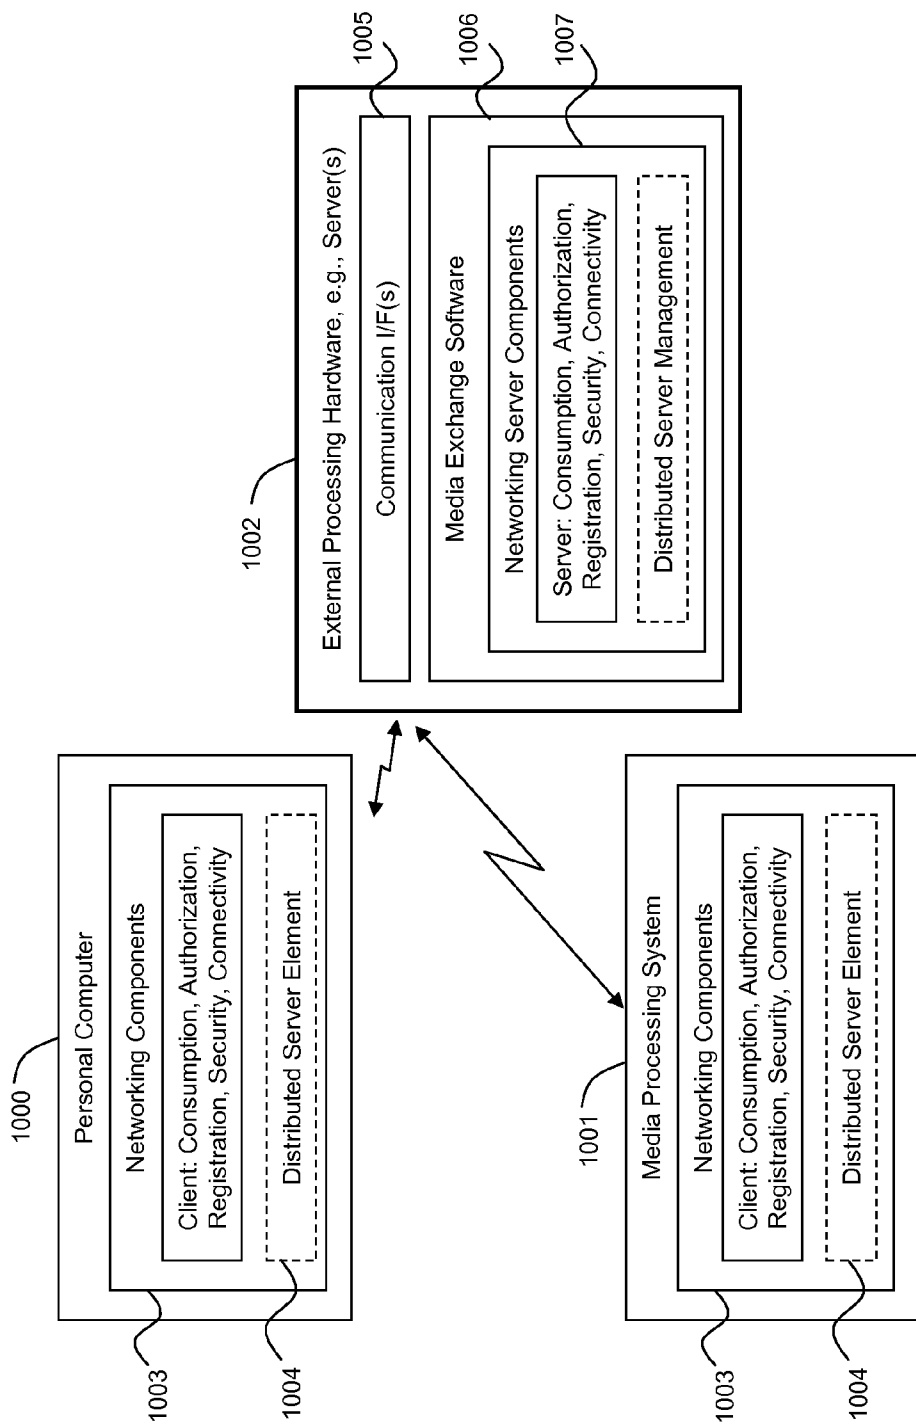 1000
Personal Computer
Networking Components
Client: Consumption, Authorization,
Registration, Security, Connectivity
Distributed Server Element
1003
1004
1002
External Processing Hardware, e.g., Server(s)
Communication I/F(s)
Media Exchange Software
Networking Server Components
Server: Consumption, Authorization,
Registration, Security, Connectivity
Distributed Server Management
1005
1006
1007
1001
Media Processing System
Networking Components
Client: Consumption, Authorization,
Registration, Security, Connectivity
Distributed Server Element
1003
1004